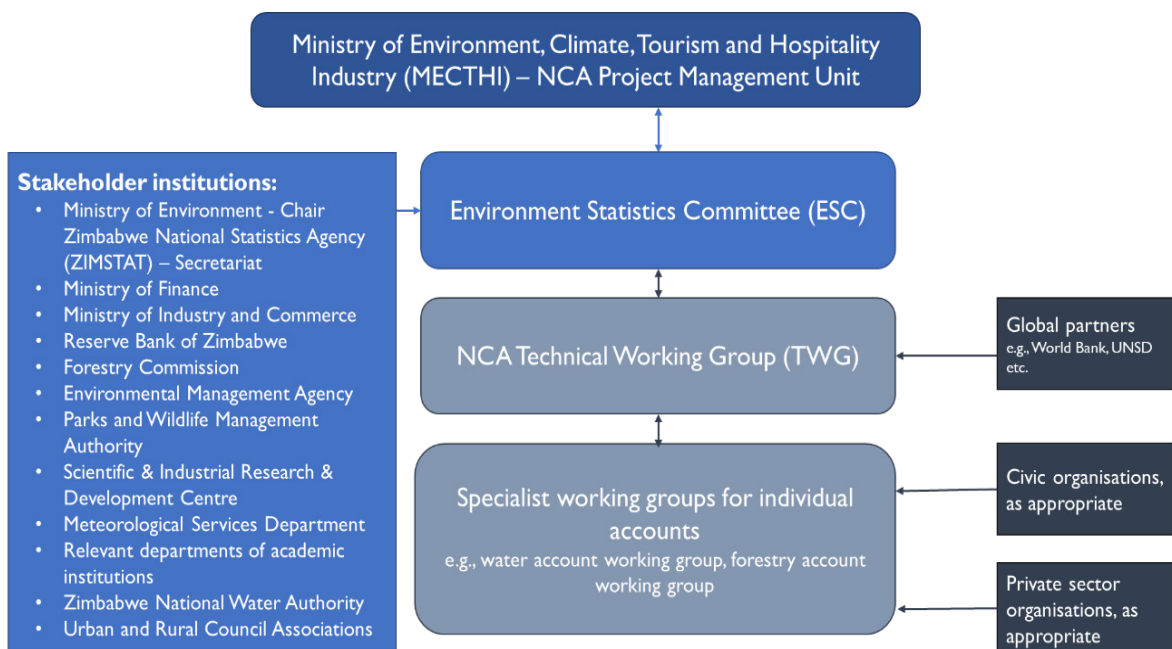 Ministry of Environment, Climate, Tourism and Hospitality
Industry (MECTHI) – NCA Project Management Unit
Stakeholder institutions:
• Ministry of Environment - Chair
Zimbabwe National Statistics Agency
(ZIMSTAT) – Secretariat
• Ministry of Finance
• Ministry of Industry and Commerce
• Reserve Bank of Zimbabwe
• Forestry Commission
• Environmental Management Agency
• Parks and Wildlife Management
Authority
• Scientific & Industrial Research &
Development Centre
• Meteorological Services Department
• Relevant departments of academic
institutions
• Zimbabwe National Water Authority
• Urban and Rural Council Associations
Environment Statistics Committee (ESC)
NCA Technical Working Group (TWG)
Specialist working groups for individual
accounts
e.g., water account working group, forestry account
working group
Global partners
e.g., World Bank, UNSD
etc.
Civic organisations,
as appropriate
Private sector
organisations, as
appropriate